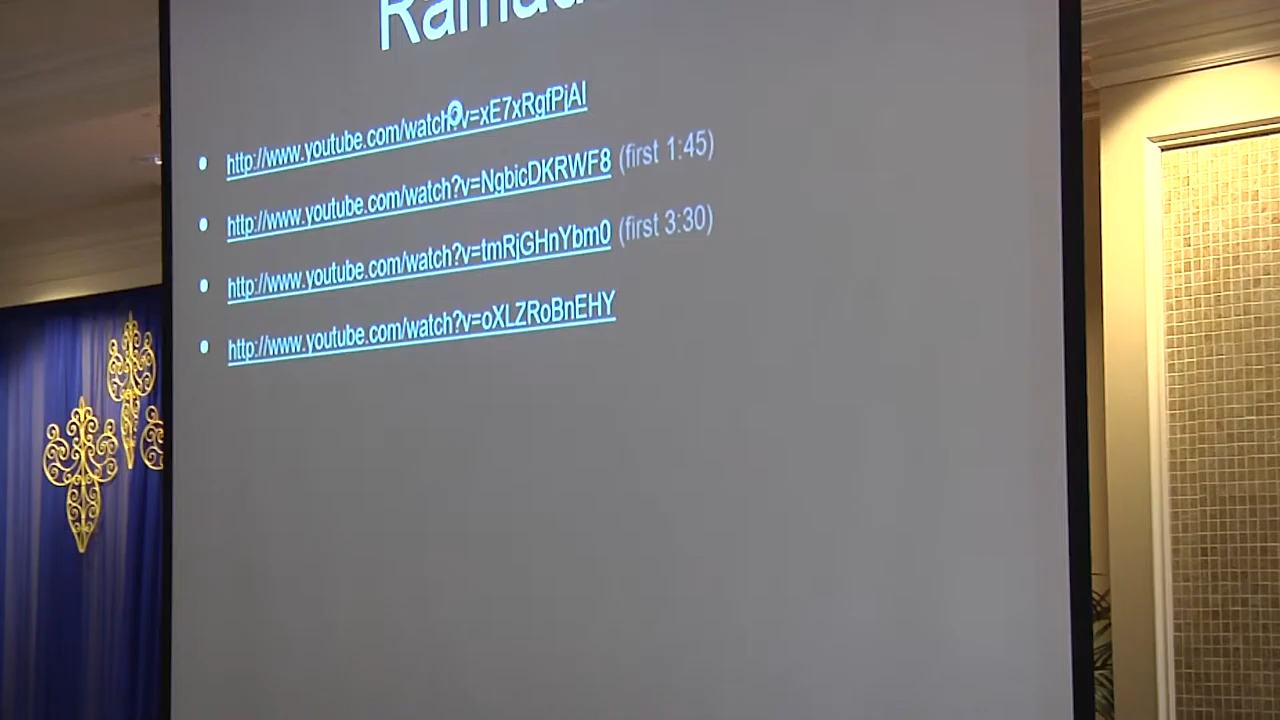 http://www.youtube.com/watch?v=xE7xRgfPjAI
http://www.youtube.com/watch?v=NgbicDKRWF8 (first 1:45)
http://www.youtube.com/watch?v=tmRjGHnYbm0 (first 3:30)
http://www.youtube.com/watch?v=oXLZRoBnEHY